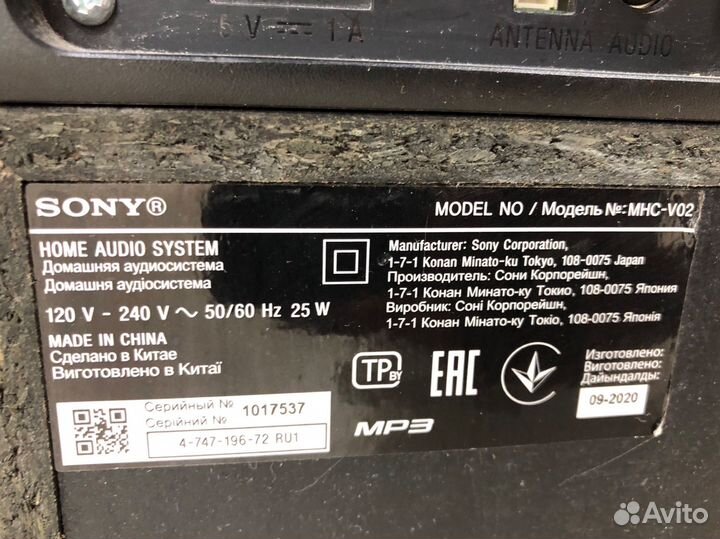 5 V ⎓ 1 A
ANTENNA AUDIO
SONY®
MODEL NO / Модель №:MHC-V02
HOME AUDIO SYSTEM
Домашняя аудиосистема
Домашня аудіосистема
120 V - 240 V ~ 50/60 Hz 25 W
MADE IN CHINA
Сделано в Китае
Виготовлено в Китаї
Manufacturer: Sony Corporation,
1-7-1 Konan Minato-ku Tokyo, 108-0075 Japan
Производитель: Сони Корпорейшн,
1-7-1 Конан Минато-ку Токио, 108-0075 Япония
Виробник: Соні Корпорейшн,
1-7-1 Конан Мінато-ку Токіо, 108-0075 Японія
Серийный № 1017537
Серійний №
4-747-196-72 RU1
TP BY
EAC
MP3
Изготовлено:
Виготовлено:
Дайындалды:
09-2020
Avito